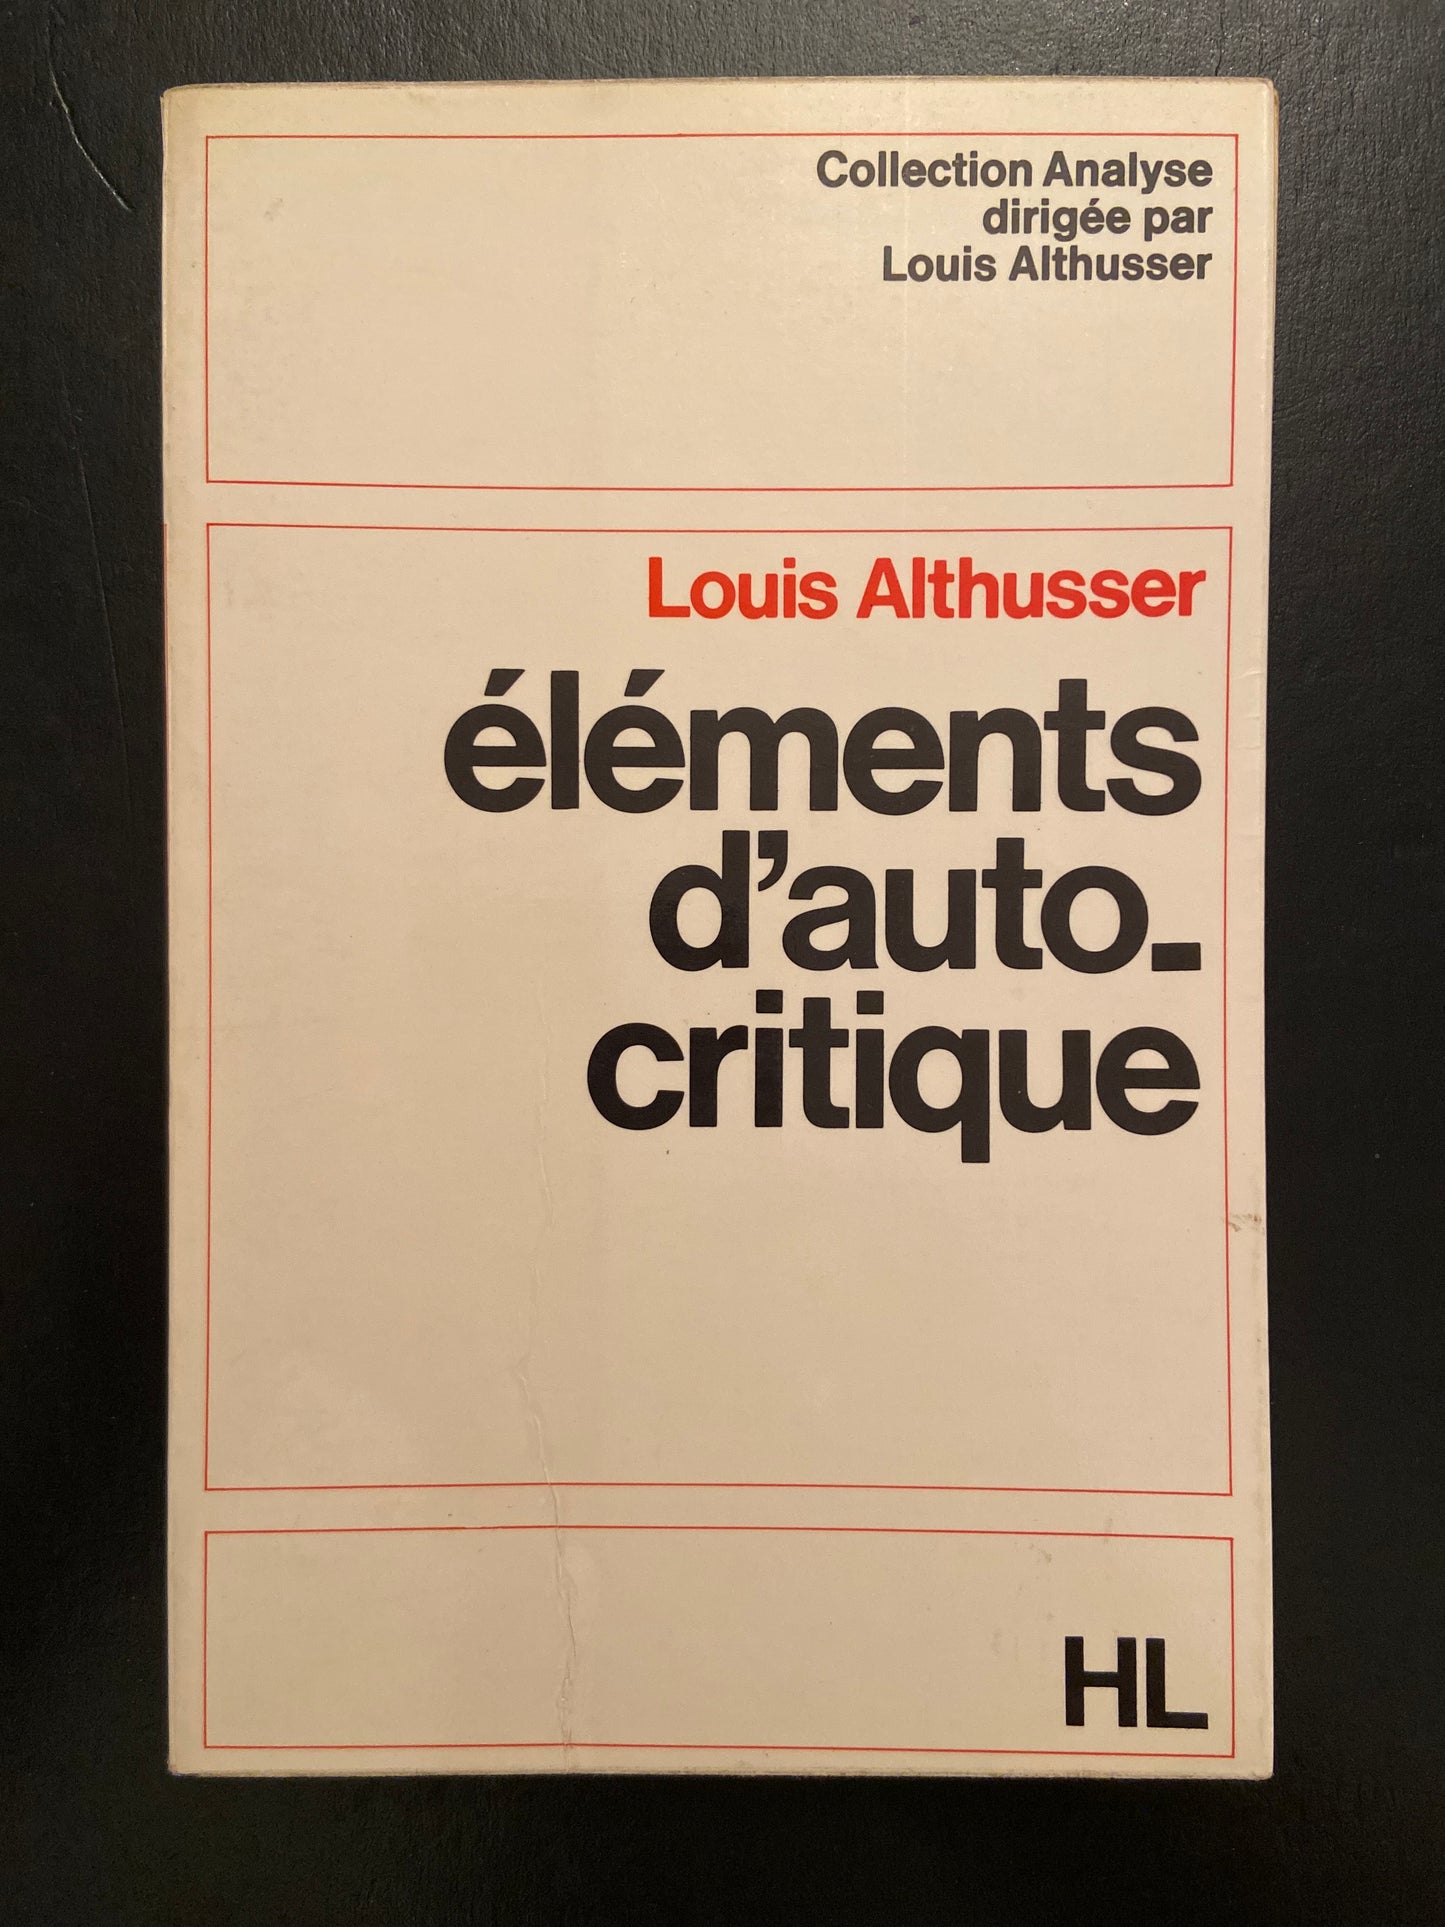 Collection Analyse
dirigée par
Louis Althusser
Louis Althusser
éléments
d'auto-
critique
HL